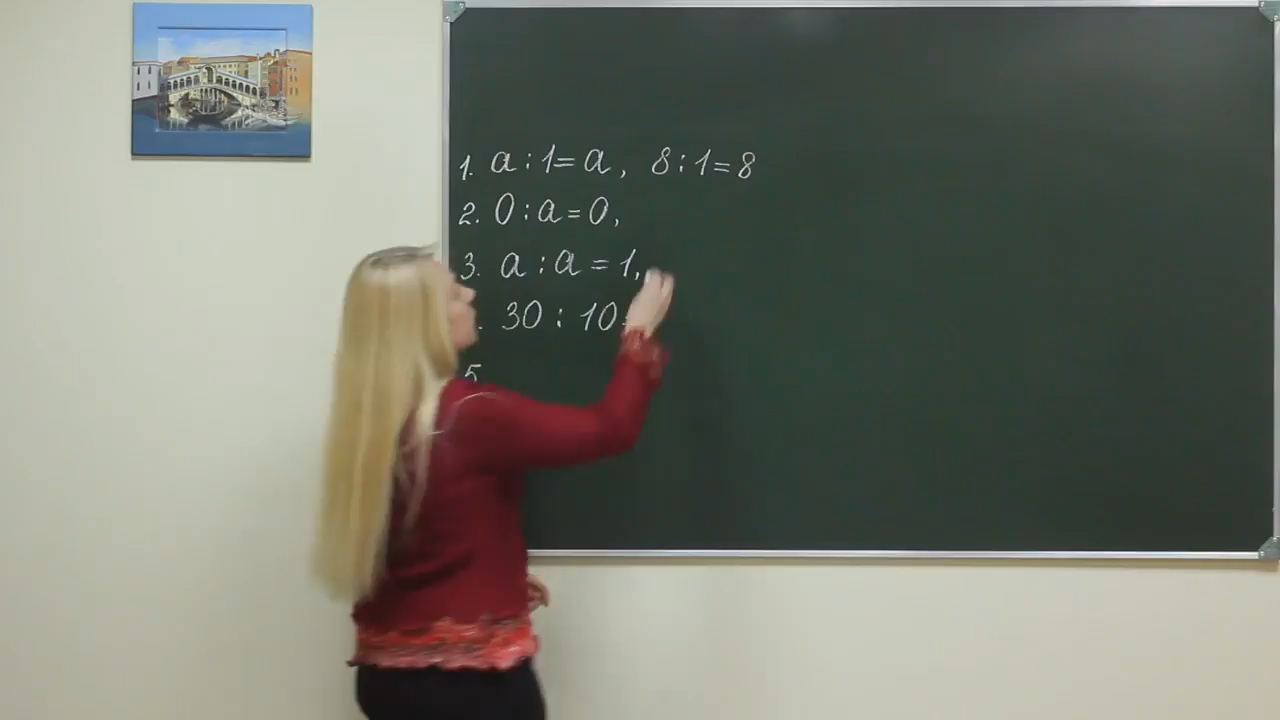 1. a : 1 = a, 8 : 1 = 8
2. 0 : a = 0,
3. a : a = 1,
. 30 : 10
5